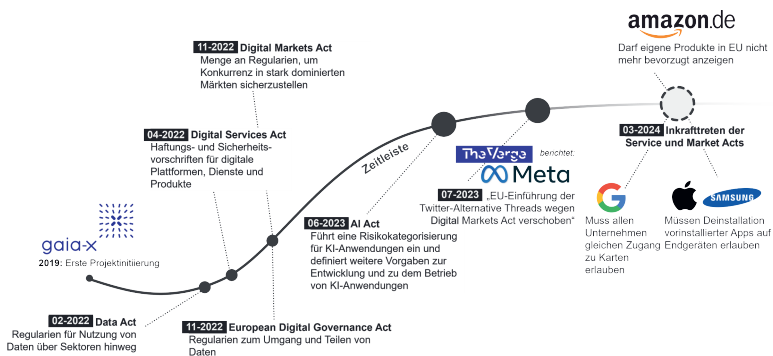 gaia-x
2019: Erste Projektinitiierung
02-2022 Data Act
Regularien für Nutzung von
Daten über Sektoren hinweg
04-2022 Digital Services Act
Haftungs- und Sicherheits-
vorschriften für digitale
Plattformen, Dienste und
Produkte
11-2022 Digital Markets Act
Menge an Regularien, um
Konkurrenz in stark dominierten
Märkten sicherzustellen
11-2022 European Digital Governance Act
Regularien zum Umgang und Teilen von
Daten
Zeitleiste
06-2023 AI Act
Führt eine Risikokategorisierung
für KI-Anwendungen ein und
definiert weitere Vorgaben zur
Entwicklung und zu dem Betrieb
von KI-Anwendungen
The Verge berichtet:
Meta
07-2023 „EU-Einführung der
Twitter-Alternative Threads wegen
Digital Markets Act verschoben“
amazon.de
Darf eigene Produkte in EU nicht
mehr bevorzugt anzeigen
03-2024 Inkrafttreten der
Service und Market Acts
G
Muss allen
Unternehmen
gleichen Zugang
zu Karten
erlauben
SAMSUNG
Müssen Deinstallation
vorinstallierter Apps auf
Endgeräten erlauben